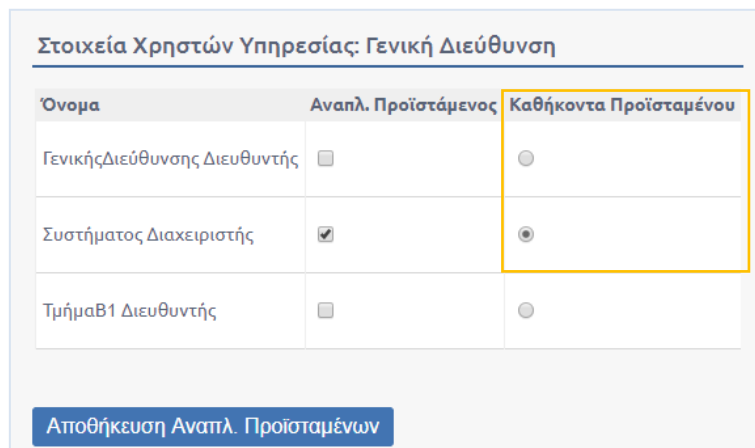 Στοιχεία Χρηστών Υπηρεσίας: Γενική Διεύθυνση
Όνομα Αναπλ. Προϊστάμενος Καθήκοντα Προϊσταμένου
ΓενικήςΔιεύθυνσης Διευθυντής
Συστήματος Διαχειριστής
ΤμήμαΒ1 Διευθυντής
Αποθήκευση Αναπλ. Προϊσταμένων